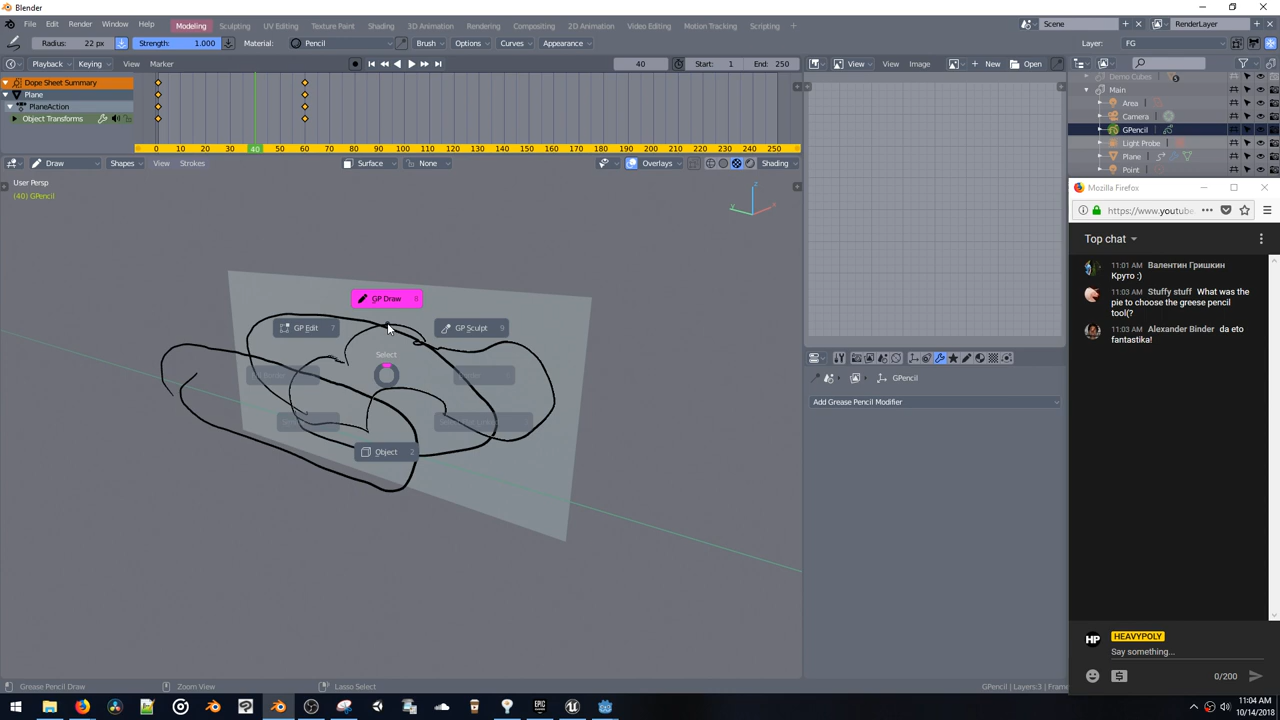 Blender
File Edit Render Window Help Modeling Sculpting UV Editing Texture Paint Shading 3D Animation Rendering Compositing 2D Animation Video Editing Motion Tracking Scripting + Scene RenderLayer
Radius: 22 px Strength: 1.000 Material: Pencil Brush Options Curves Appearance Layer: FG
Playback Keying View Marker 40 Start: 1 End: 250 View View Image New Open
Demo Cubes 5
Dope Sheet Summary
Main
Plane
Area
PlaneAction
Camera
Object Transforms
GPencil
Light Probe
0 10 20 30 40 50 60 70 80 90 100 110 120 130 140 150 160 170 180 190 200 210 220 230 240 250
Plane
Draw Shapes View Strokes Surface None Overlays Shading
Point
User Persp
(40) GPencil
z
y x
Mozilla Firefox
https://www.youtube
Top chat
11:01 AM Валентин Гришкин
Круто :)
11:03 AM Stuffy stuff What was the
pie to choose the greese pencil
tool(?
11:09 AM Alexander Binder da eto
fantastika!
GP Draw 8
GP Edit 7
GP Sculpt 9
Select
Object 2
GPencil
Add Grease Pencil Modifier
HP HEAVYPOLY
Say something...
0/200
Grease Pencil Draw Zoom View Lasso Select GPencil | Layers:3 | Fram
11:04 AM
10/14/2018